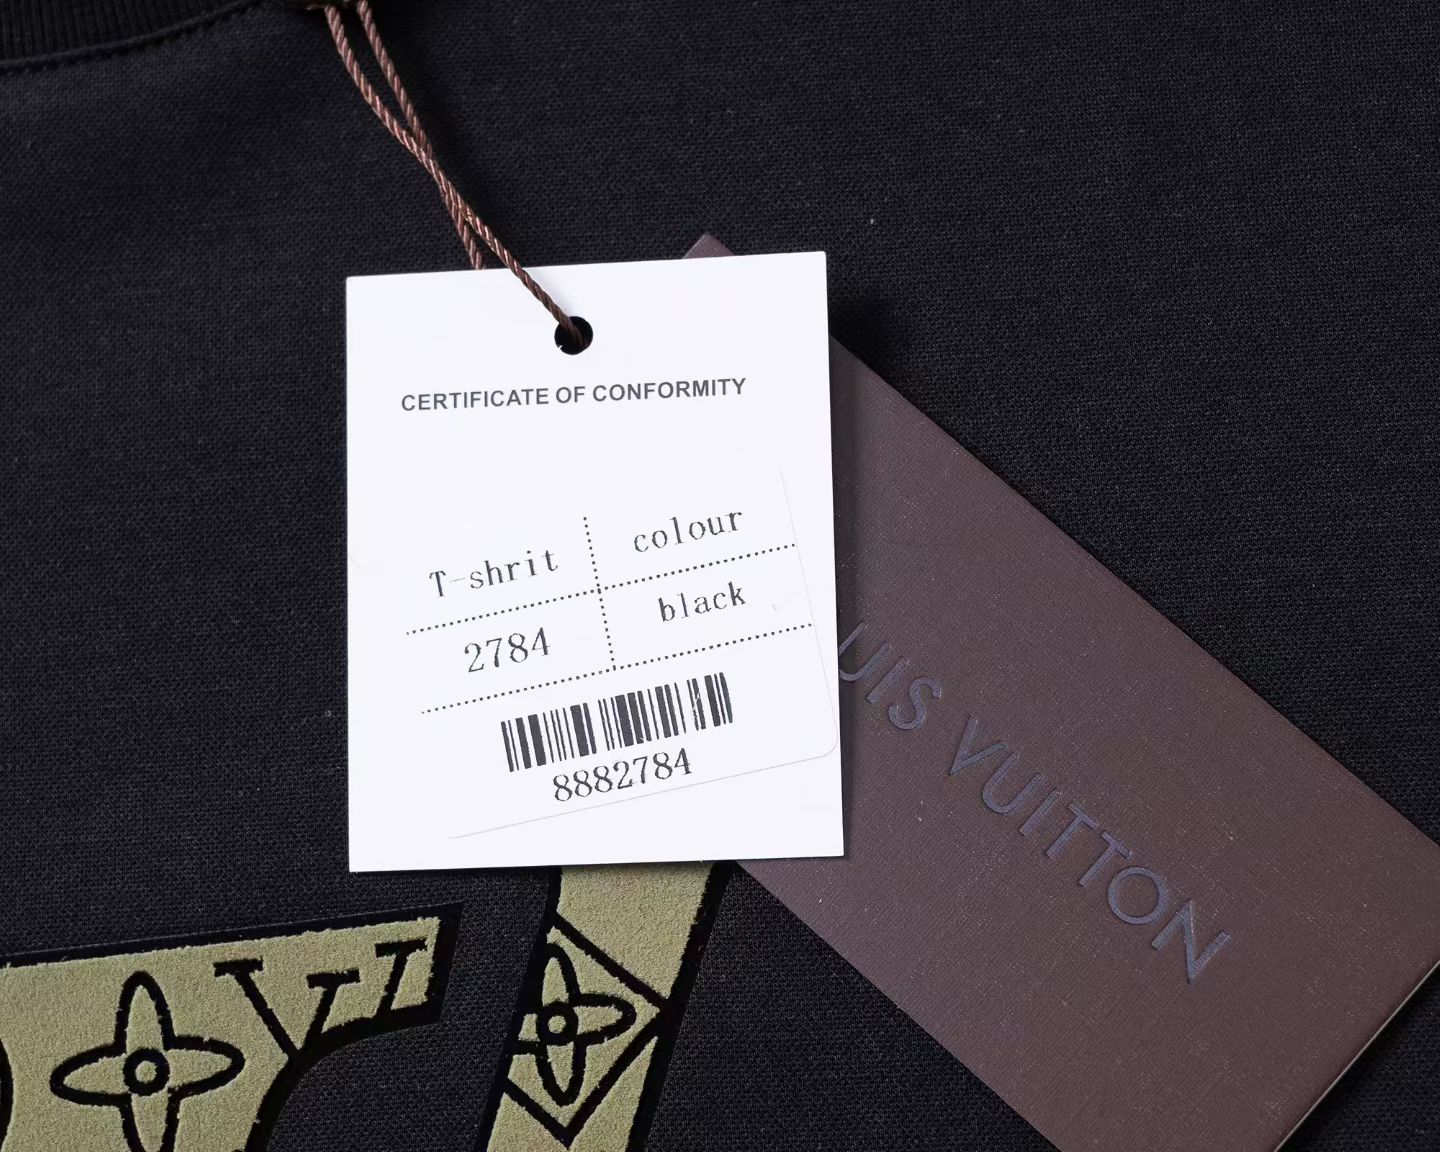 CERTIFICATE OF CONFORMITY
T-shrit colour
2784 black
8882784
UIS VUITTON